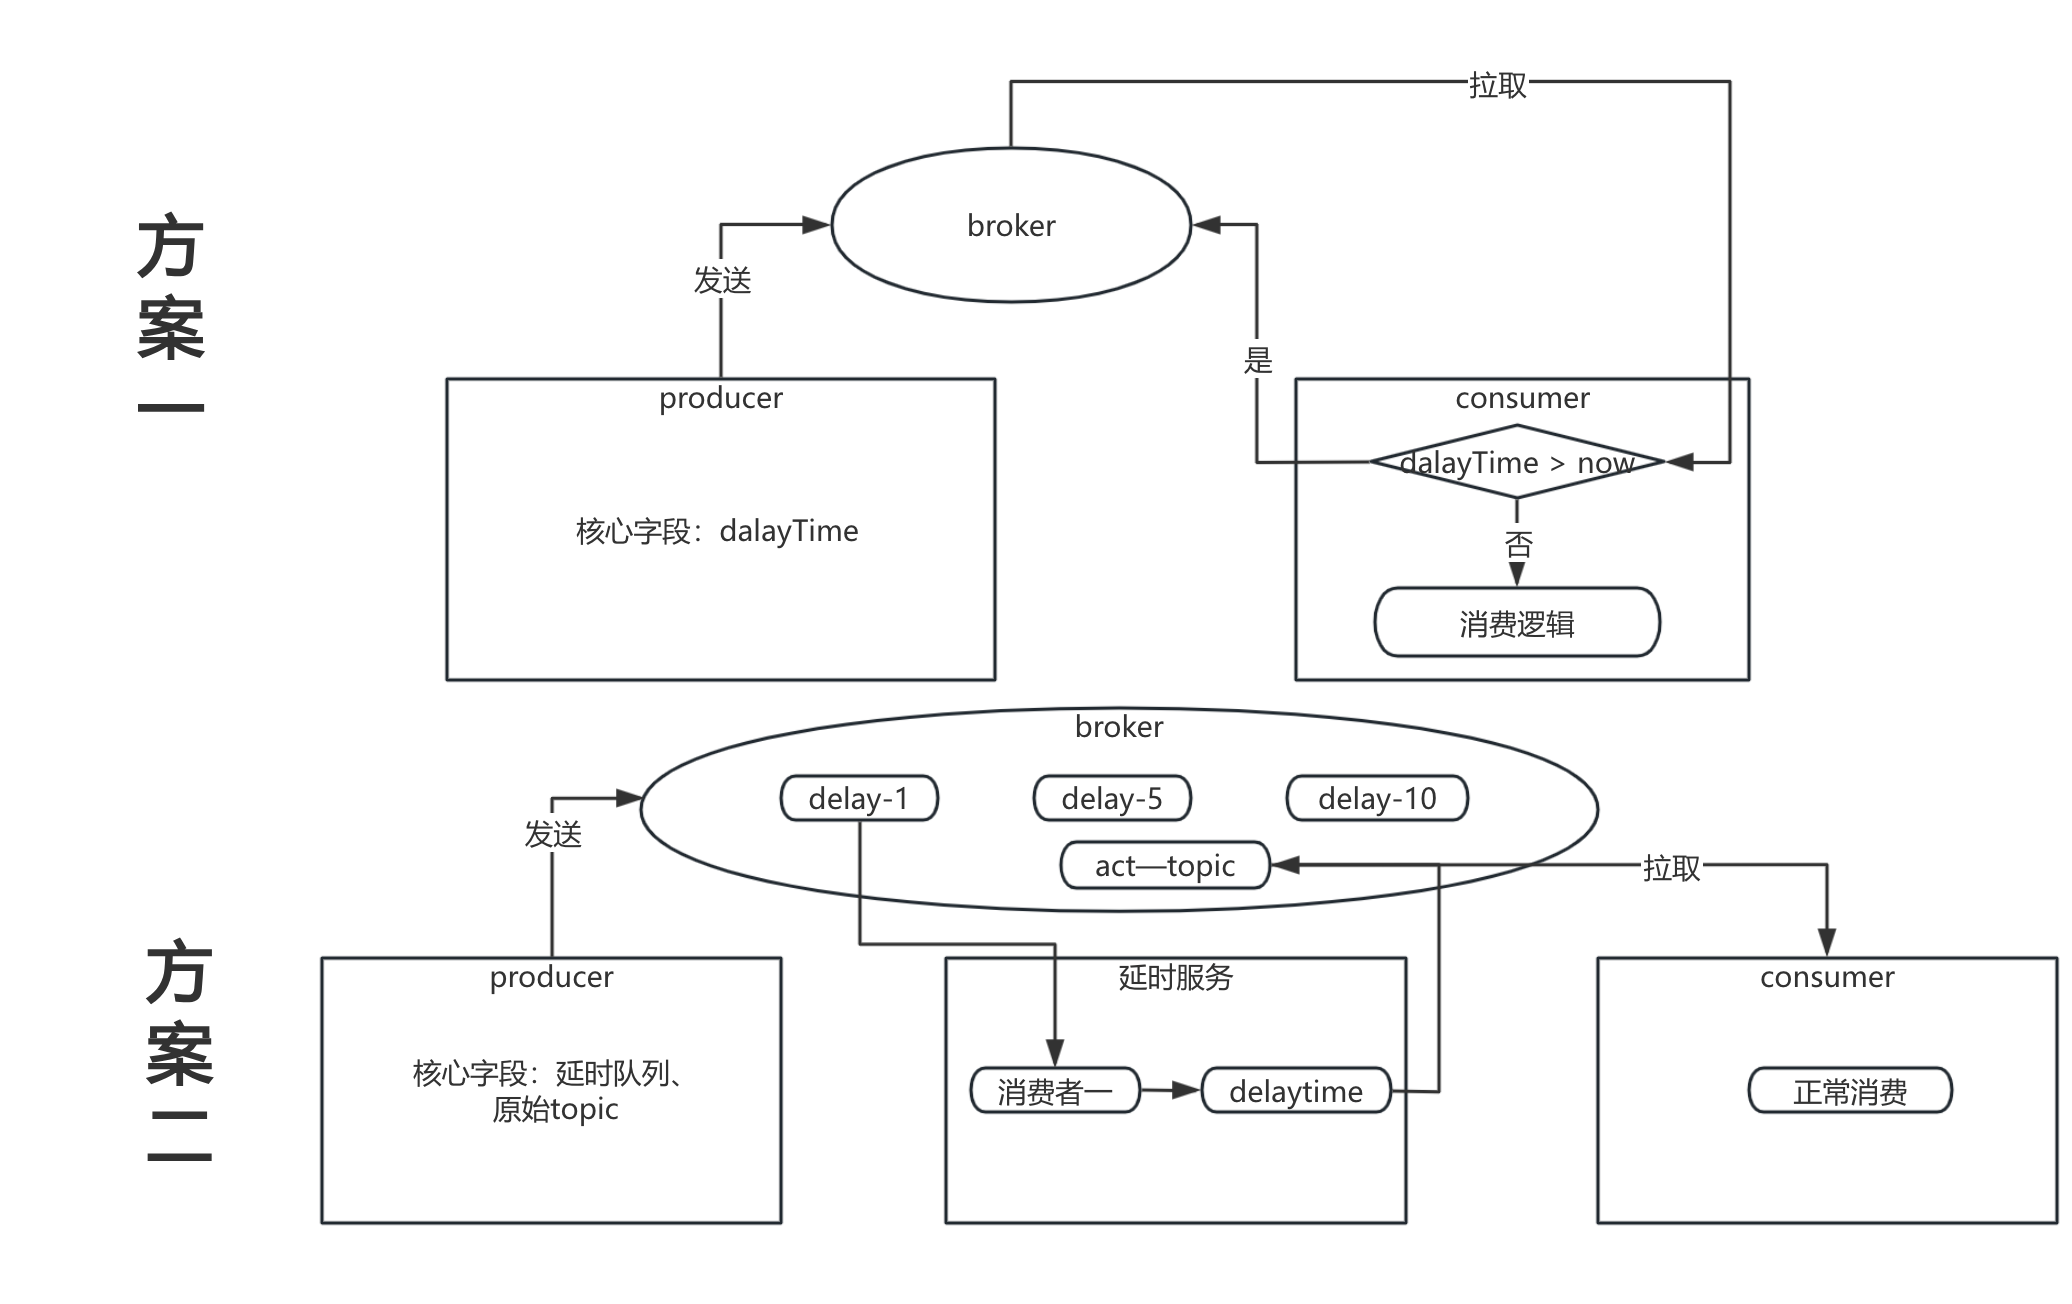 方案一
拉取
broker
发送
是
producer
核心字段：dalayTime
consumer
dalayTime > now
否
消费逻辑
方案二
broker
delay-1
delay-5
delay-10
act—topic
发送
拉取
producer
核心字段：延时队列、
原始topic
延时服务
消费者一
delaytime
consumer
正常消费